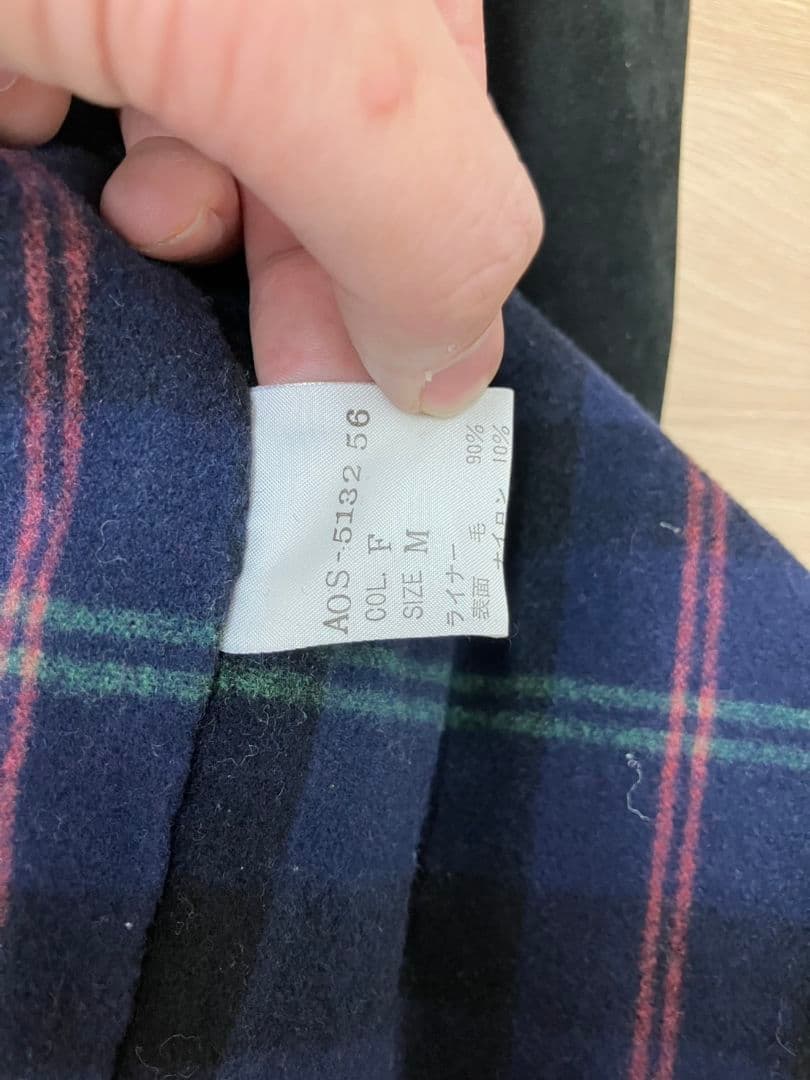 AOS-5132 56
COL. F
SIZE M
ライナー
表面 毛 90%
ナイロン 10%